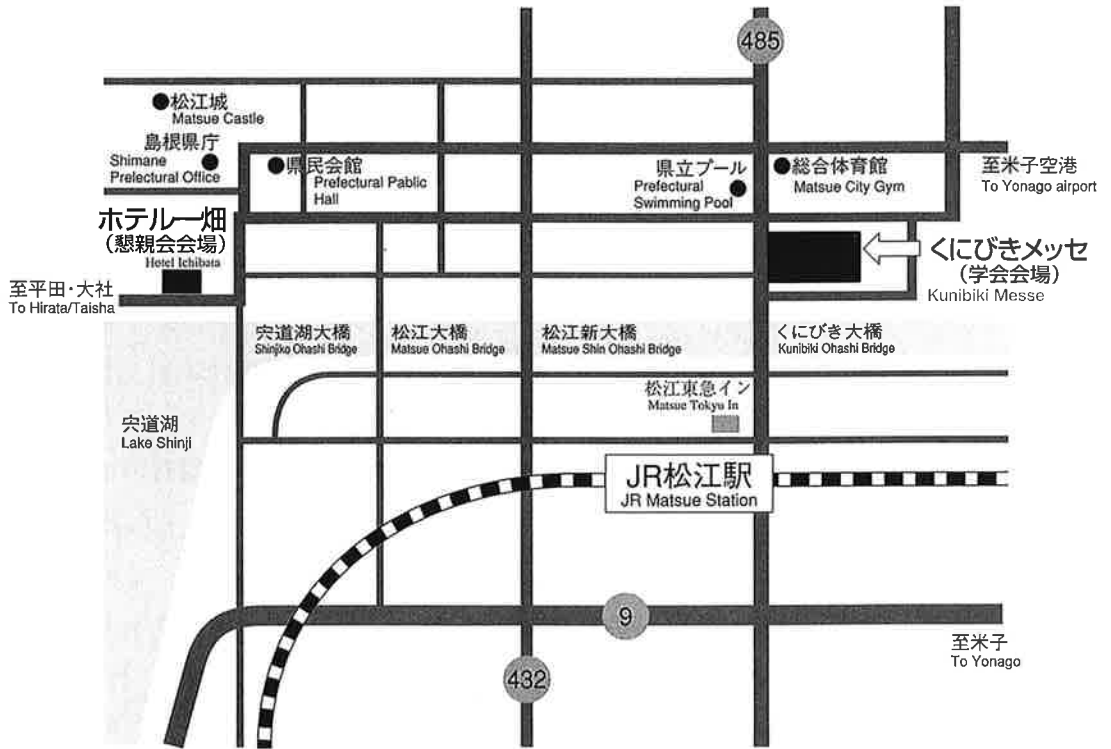 485
松江城
Matsue Castle
島根県庁
Shimane
Prelectural Office
県民会館
Prefectural Pablic
Hall
県立プール
Prefectural
Swimming Pool
総合体育館
Matsue City Gym
至米子空港
To Yonago airport
ホテル一畑
（懇親会会場）
Hotel Ichibata
くにびきメッセ
（学会会場）
Kunibiki Messe
至平田・大社
To Hirata/Taisha
宍道湖大橋
Shinjiko Ohashi Bridge
松江大橋
Matsue Ohashi Bridge
松江新大橋
Matsue Shin Ohashi Bridge
くにびき大橋
Kunibiki Ohashi Bridge
松江東急イン
Matsue Tokyu In
宍道湖
Lake Shinji
JR松江駅
JR Matsue Station
9
至米子
To Yonago
432